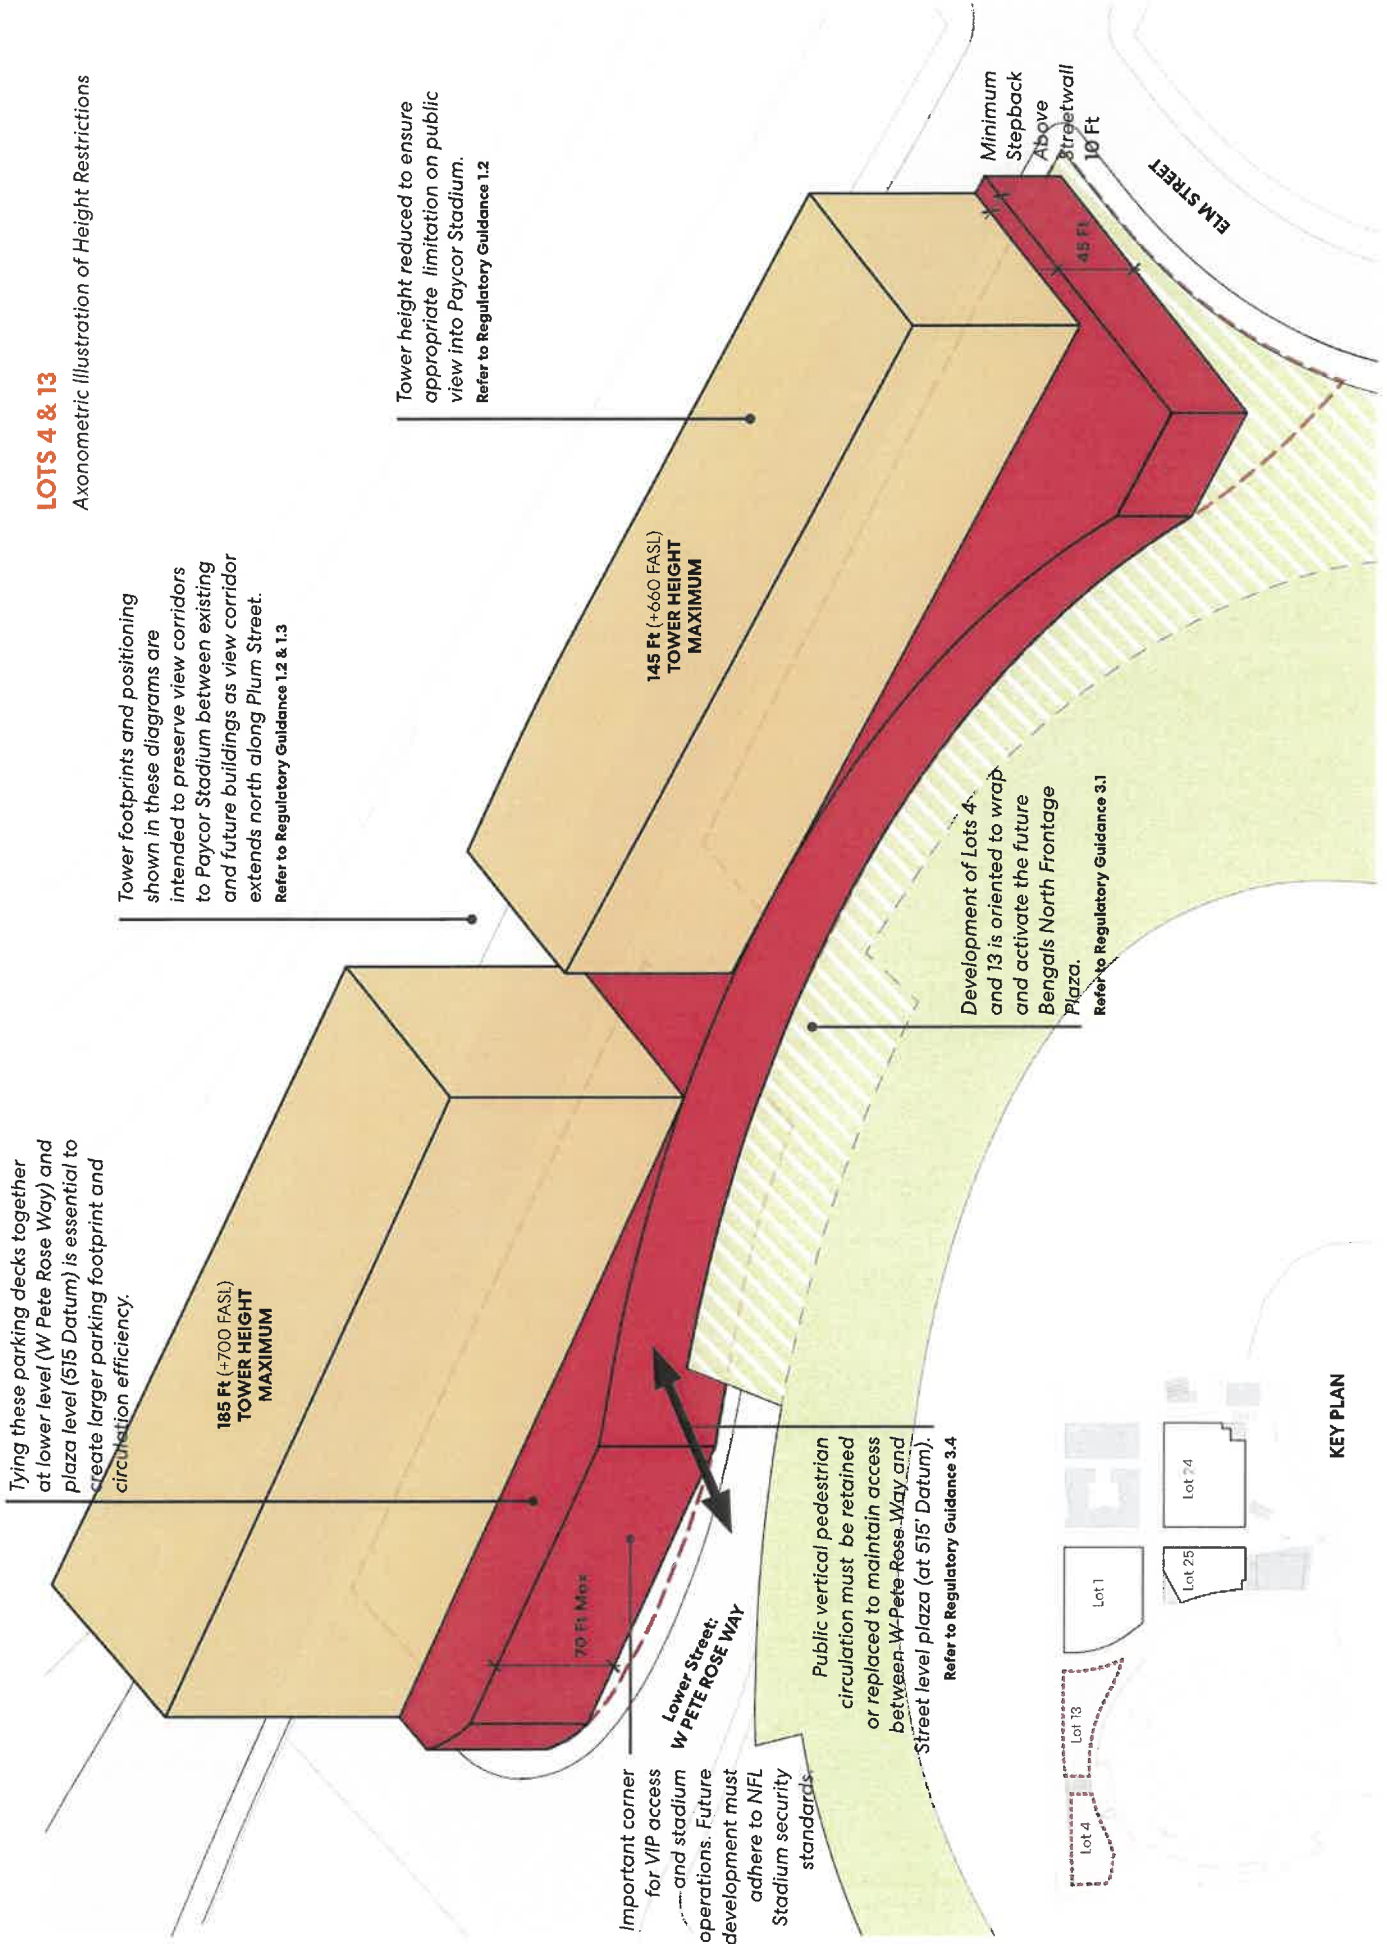 LOTS 4 & 13
Axonometric Illustration of Height Restrictions
Tying these parking decks together
at lower level (W Pete Rose Way) and
plaza level (515 Datum) is essential to
create larger parking footprint and
circulation efficiency.
Tower footprints and positioning
shown in these diagrams are
intended to preserve view corridors
to Paycor Stadium between existing
and future buildings as view corridor
extends north along Plum Street.
Refer to Regulatory Guidance 1.2 & 1.3
Tower height reduced to ensure
appropriate limitation on public
view into Paycor Stadium.
Refer to Regulatory Guidance 1.2
185 Ft (+700 FASL)
TOWER HEIGHT
MAXIMUM
145 Ft (+660 FASL)
TOWER HEIGHT
MAXIMUM
Minimum
Stepback
Above
Streetwall
10 Ft
45 Ft
ELM STREET
70 Ft Max
Lower Street:
W PETE ROSE WAY
Important corner
for VIP access
and stadium
operations. Future
development must
adhere to NFL
Stadium security
standards.
Public vertical pedestrian
circulation must be retained
or replaced to maintain access
between W Pete Rose Way and
Street level plaza (at 515' Datum).
Refer to Regulatory Guidance 3.4
Development of Lots 4
and 13 is oriented to wrap
and activate the future
Bengals North Frontage
Plaza.
Refer to Regulatory Guidance 3.1
Lot 4
Lot 13
Lot 1
Lot 25
Lot 24
KEY PLAN